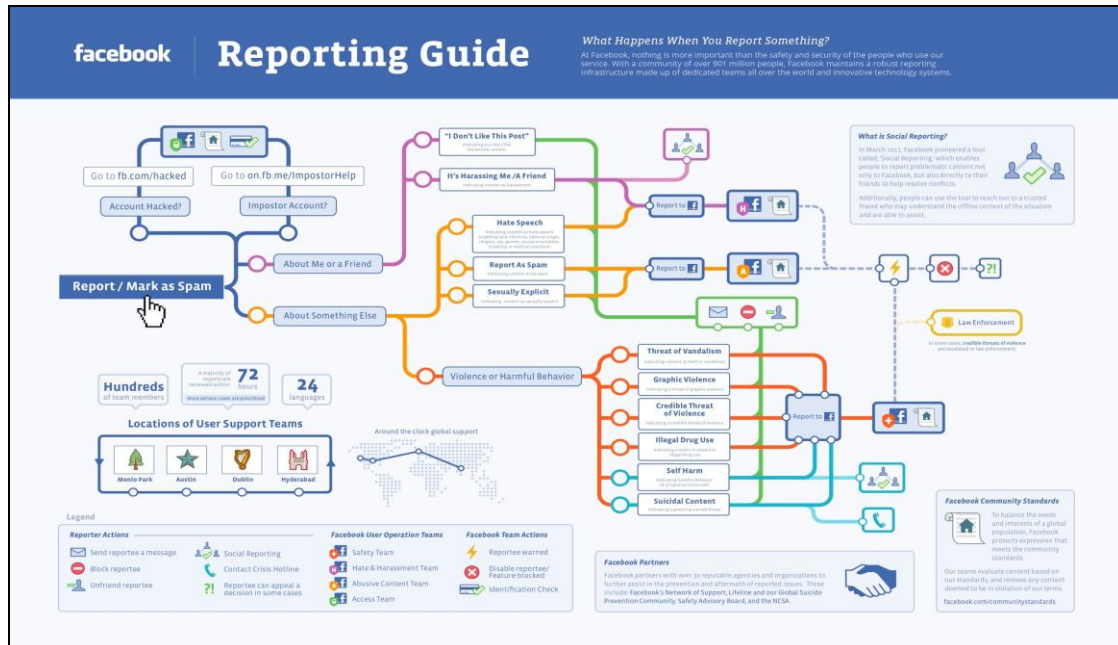 facebook
Reporting Guide
What Happens When You Report Something?
At Facebook, nothing is more important than the safety and security of the people who use our
service. With a community of over 901 million people, Facebook maintains a robust reporting
infrastructure made up of dedicated teams all over the world and innovative technology systems.
Go to fb.com/hacked
Go to on.fb.me/ImpostorHelp
Account Hacked?
Impostor Account?
Report / Mark as Spam
About Me or a Friend
About Something Else
"I Don't Like This Post"
It's Harassing Me /A Friend
Hate Speech
Report As Spam
Sexually Explicit
Violence or Harmful Behavior
Threat of Vandalism
Graphic Violence
Credible Threat
of Violence
Illegal Drug Use
Self Harm
Suicidal Content
Report to f
Report to f
Report to f
Law Enforcement
In some cases, credible threats of violence
are escalated to law enforcement.
What is Social Reporting?
In March 2011, Facebook pioneered a tool
called, 'Social Reporting,' which enables
people to report problematic content not
only to Facebook, but also directly to their
friends to help resolve conflicts.
Additionally, people can use the tool to reach out to a trusted
friend who may understand the offline context of the situation
and are able to assist.
Hundreds
of team members
A majority of
reports are
reviewed within:
72
hours
more serious cases are prioritized
24
languages
Locations of User Support Teams
Menlo Park
Austin
Dublin
Hyderabad
Around the clock global support
Legend
Reporter Actions
Send reportee a message
Block reportee
Unfriend reportee
Social Reporting
Contact Crisis Hotline
?! Reportee can appeal a
decision in some cases
Facebook User Operation Teams
Safety Team
Hate & Harassment Team
Abusive Content Team
Access Team
Facebook Team Actions
Reportee warned
Disable reportee/
Feature-blocked
Identification Check
Facebook Partners
Facebook partners with over 20 reputable agencies and organizations to
further assist in the prevention and aftermath of reported issues. These
include: Facebook's Network of Support, Lifeline and our Global Suicide
Prevention Community, Safety Advisory Board, and the NCSA.
Facebook Community Standards
To balance the needs
and interests of a global
population, Facebook
protects expression that
meets the community
standards.
Our teams evaluate content based on
our standards, and remove any content
deemed to be in violation of our terms.
facebook.com/communitystandards